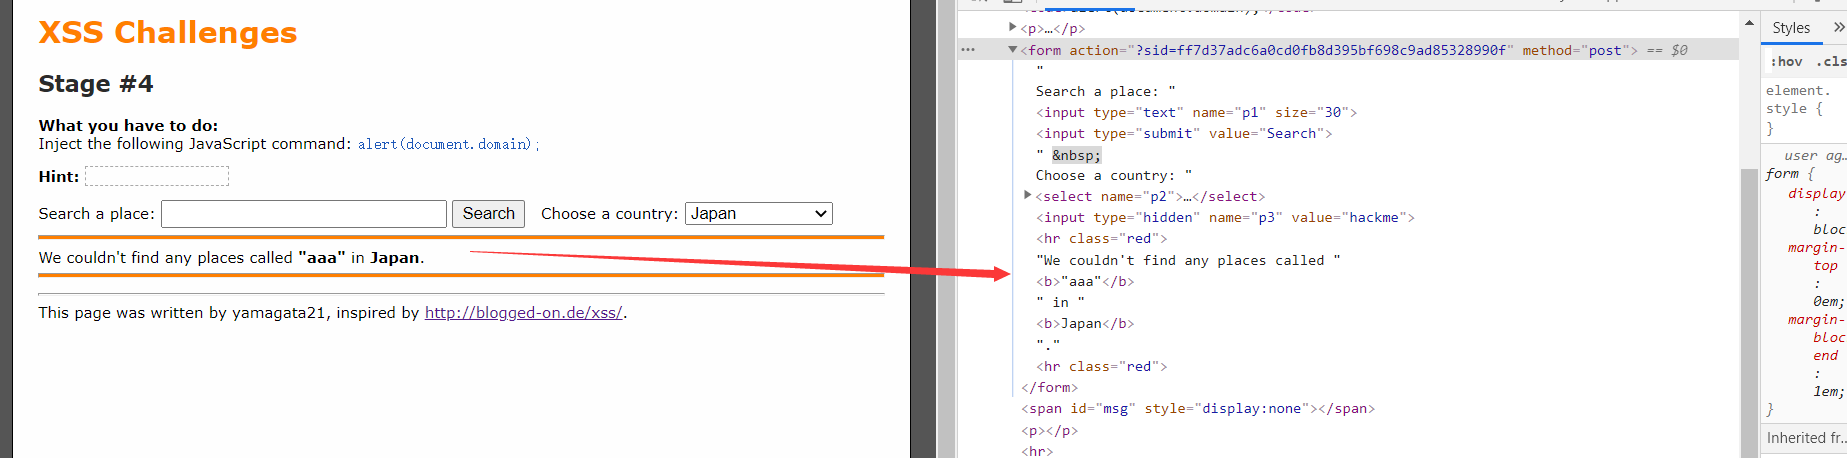 XSS Challenges
Stage #4
What you have to do:
Inject the following JavaScript command: alert(document.domain);
Hint:
Search a place: Search Choose a country: Japan
We couldn't find any places called "aaa" in Japan.
This page was written by yamagata21, inspired by http://blogged-on.de/xss/.
<p>…</p>
<form action="?sid=ff7d37adc6a0cd0fb8d395bf698c9ad85328990f" method="post"> == $0
"
Search a place: "
<input type="text" name="p1" size="30">
<input type="submit" value="Search">
" &nbsp;
Choose a country: "
<select name="p2">…</select>
<input type="hidden" name="p3" value="hackme">
<hr class="red">
"We couldn't find any places called "
<b>"aaa"</b>
" in "
<b>Japan</b>
"."
<hr class="red">
</form>
<span id="msg" style="display:none"></span>
<p></p>
<hr>
Styles
:hov .cls
element.
style {
}
user ag…
form {
display
:
bloc
margin-
top
:
0em;
margin-
bloc
end
:
1em;
}
Inherited fr…